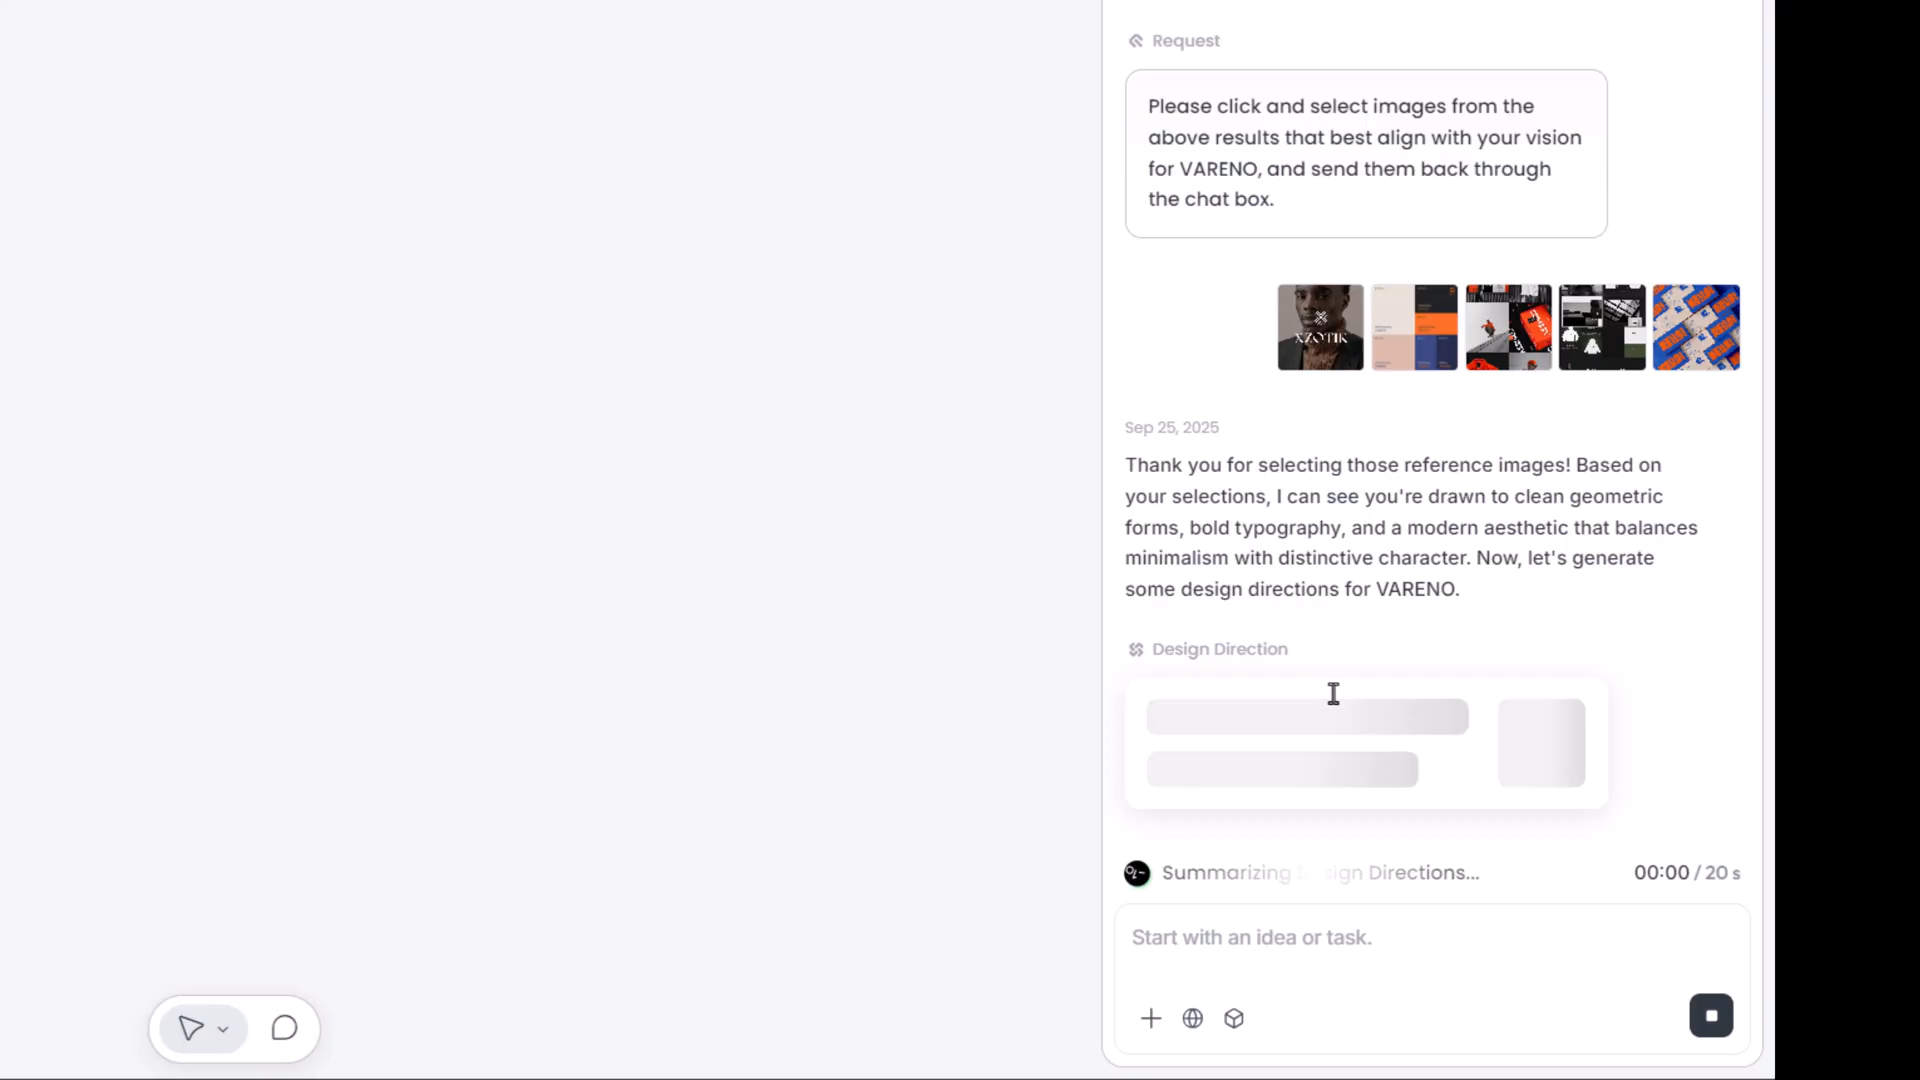 Request
Please click and select images from the
above results that best align with your vision
for VARENO, and send them back through
the chat box.
XZOTIK
Sep 25, 2025
Thank you for selecting those reference images! Based on
your selections, I can see you're drawn to clean geometric
forms, bold typography, and a modern aesthetic that balances
minimalism with distinctive character. Now, let's generate
some design directions for VARENO.
Design Direction
Summarizing Design Directions...
00:00 / 20 s
Start with an idea or task.